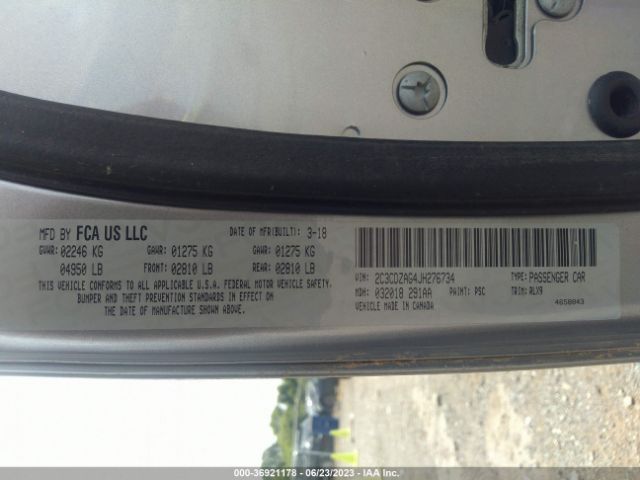 MFD BY FCA US LLC
DATE OF MFR(BUILT): 3-18
GVWR: 02246 KG GAWR: 01275 KG GAWR: 01275 KG
04950 LB FRONT: 02810 LB REAR: 02810 LB
THIS VEHICLE CONFORMS TO ALL APPLICABLE U.S.A. FEDERAL MOTOR VEHICLE SAFETY,
BUMPER AND THEFT PREVENTION STANDARDS IN EFFECT ON
THE DATE OF MANUFACTURE SHOWN ABOVE.
VIN: 2C3CDZAG4JH276734 TYPE: PASSENGER CAR
MDH: 032018 291AA PAINT: PSC TRIM: RLX9
VEHICLE MADE IN CANADA 4658843
000-36921178 - 06/23/2023 - IAA Inc.